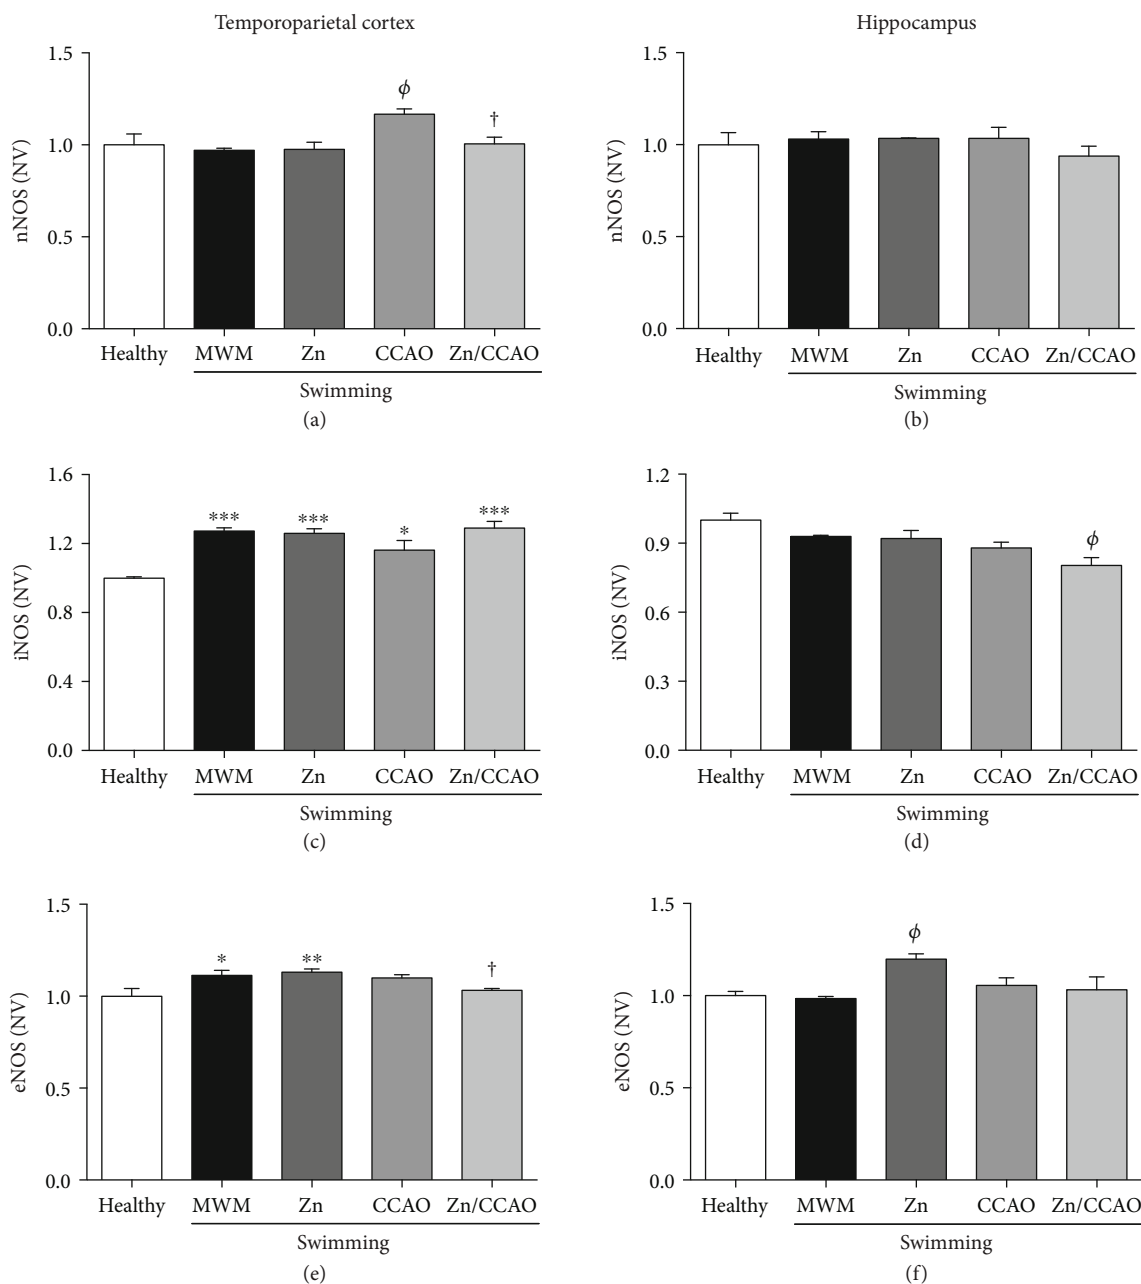 Temporoparietal cortex
Hippocampus
nNOS (NV)
1.5
1.0
0.5
0.0
ϕ
†
Healthy MWM Zn CCAO Zn/CCAO
Swimming
(a)
nNOS (NV)
1.5
1.0
0.5
0.0
Healthy MWM Zn CCAO Zn/CCAO
Swimming
(b)
iNOS (NV)
1.6
1.2
0.8
0.4
0.0
*** *** * ***
Healthy MWM Zn CCAO Zn/CCAO
Swimming
(c)
iNOS (NV)
1.2
0.9
0.6
0.3
0.0
ϕ
Healthy MWM Zn CCAO Zn/CCAO
Swimming
(d)
eNOS (NV)
1.5
1.0
0.5
0.0
* ** †
Healthy MWM Zn CCAO Zn/CCAO
Swimming
(e)
eNOS (NV)
1.5
1.0
0.5
0.0
ϕ
Healthy MWM Zn CCAO Zn/CCAO
Swimming
(f)